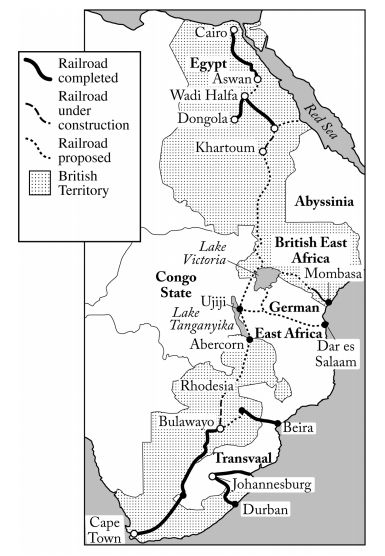 Railroad
completed
Railroad
under
construction
Railroad
proposed
British
Territory
Cairo
Egypt
Aswan
Wadi Halfa
Dongola
Red Sea
Khartoum
Abyssinia
British East
Africa
Lake
Victoria
Mombasa
Congo
State
Ujiji
German
Lake
Tanganyika
East Africa
Abercorn
Dar es
Salaam
Rhodesia
Bulawayo
Beira
Transvaal
Johannesburg
Durban
Cape
Town